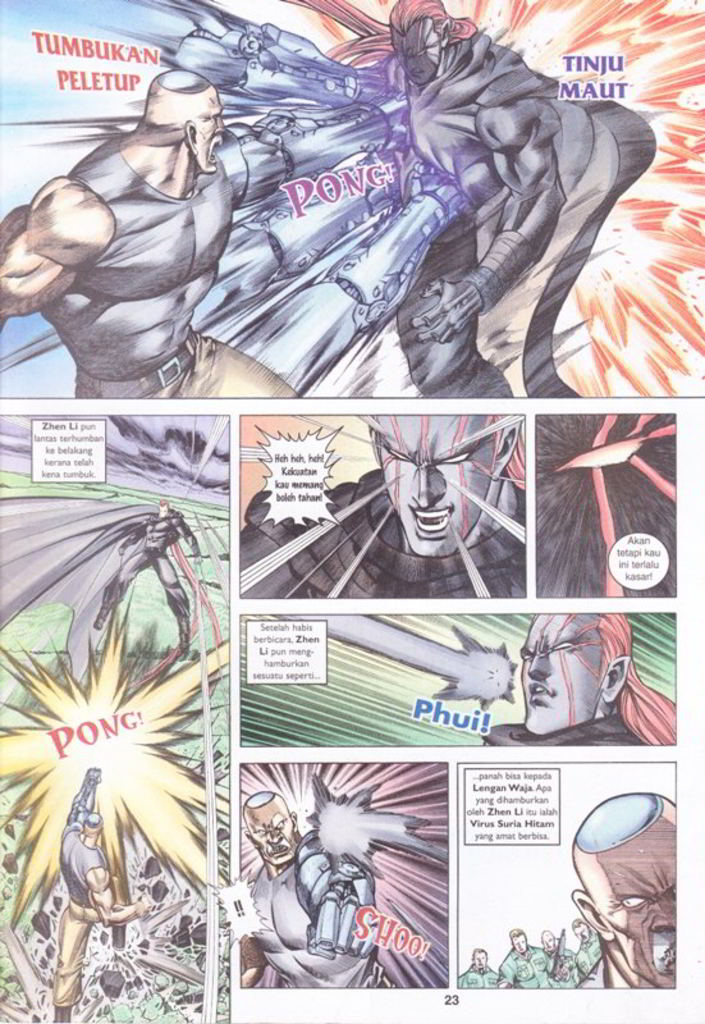 TUMBUKAN
PELETUP
TINJU
MAUT
PONG!
Zhen Li pun
lantas terhumban
ke belakang
kerana telah
kena tumbuk.
Heh heh, heh!
Kekuatan
kau memang
boleh tahan!
Akan
tetapi kau
ini terlalu
kasar!
Setelah habis
berbicara, Zhen
Li pun meng-
hamburkan
sesuatu seperti...
Phui!
PONG!
!!
SHOO!
...panah bisa kepada
Lengan Waja. Apa
yang dihamburkan
oleh Zhen Li itu ialah
Virus Suria Hitam
yang amat berbisa.
23